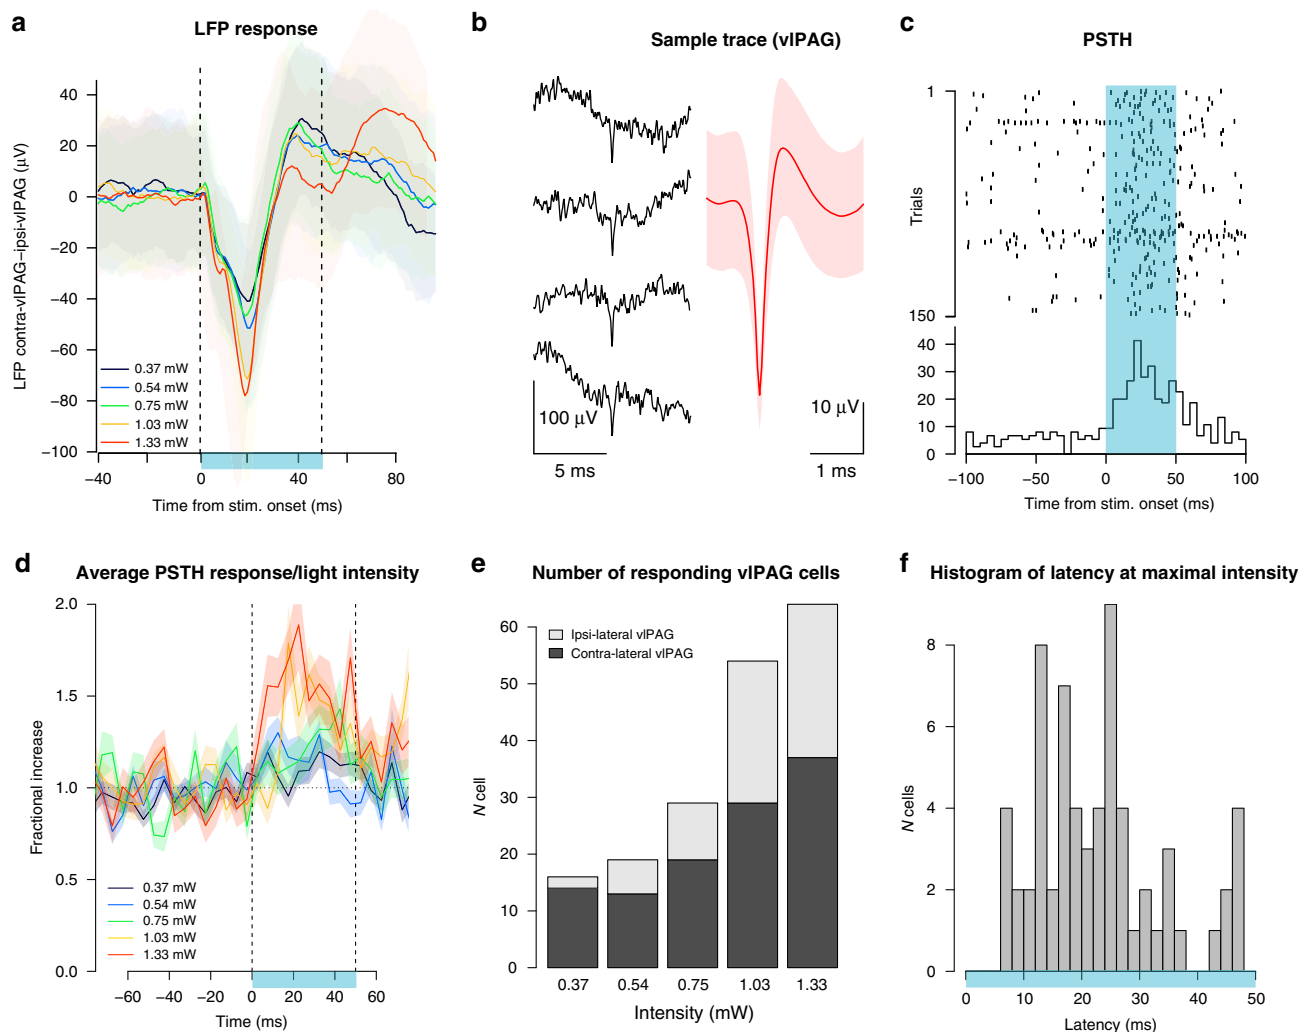 a
LFP response
LFP contra-vlPAG–ipsi-vlPAG (µV)
40
20
0
−20
−40
−60
−80
−100
0.37 mW
0.54 mW
0.75 mW
1.03 mW
1.33 mW
−40
0
40
80
Time from stim. onset (ms)
b
Sample trace (vlPAG)
100 µV
5 ms
10 µV
1 ms
c
PSTH
1
Trials
150
40
30
20
10
0
−100
−50
0
50
100
Time from stim. onset (ms)
d
Average PSTH response/light intensity
Fractional increase
2.0
1.5
1.0
0.5
0.0
0.37 mW
0.54 mW
0.75 mW
1.03 mW
1.33 mW
−60
−40
−20
0
20
40
60
Time (ms)
e
Number of responding vlPAG cells
N cell
60
50
40
30
20
10
0
Ipsi-lateral vlPAG
Contra-lateral vlPAG
0.37
0.54
0.75
1.03
1.33
Intensity (mW)
f
Histogram of latency at maximal intensity
N cells
8
6
4
2
0
0
10
20
30
40
50
Latency (ms)